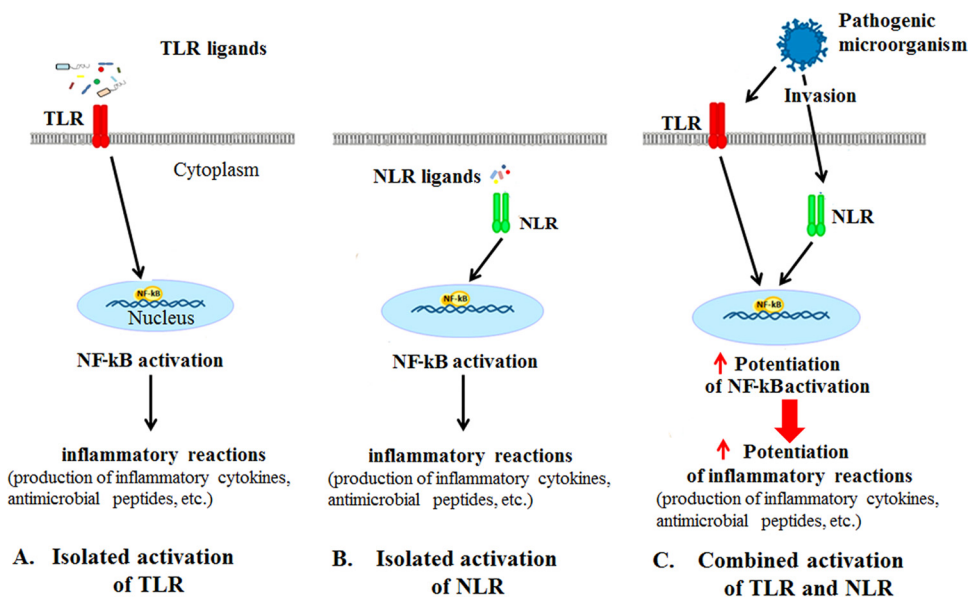 TLR ligands
TLR
Cytoplasm
NF-kB
Nucleus
NF-kB activation
inflammatory reactions
(production of inflammatory cytokines,
antimicrobial peptides, etc.)
A. Isolated activation
of TLR
NLR ligands
NLR
NF-kB
NF-kB activation
inflammatory reactions
(production of inflammatory cytokines,
antimicrobial peptides, etc.)
B. Isolated activation
of NLR
Pathogenic
microorganism
Invasion
TLR
NLR
NF-kB
Potentiation
of NF-kBactivation
Potentiation
of inflammatory reactions
(production of inflammatory cytokines,
antimicrobial peptides, etc.)
C. Combined activation
of TLR and NLR